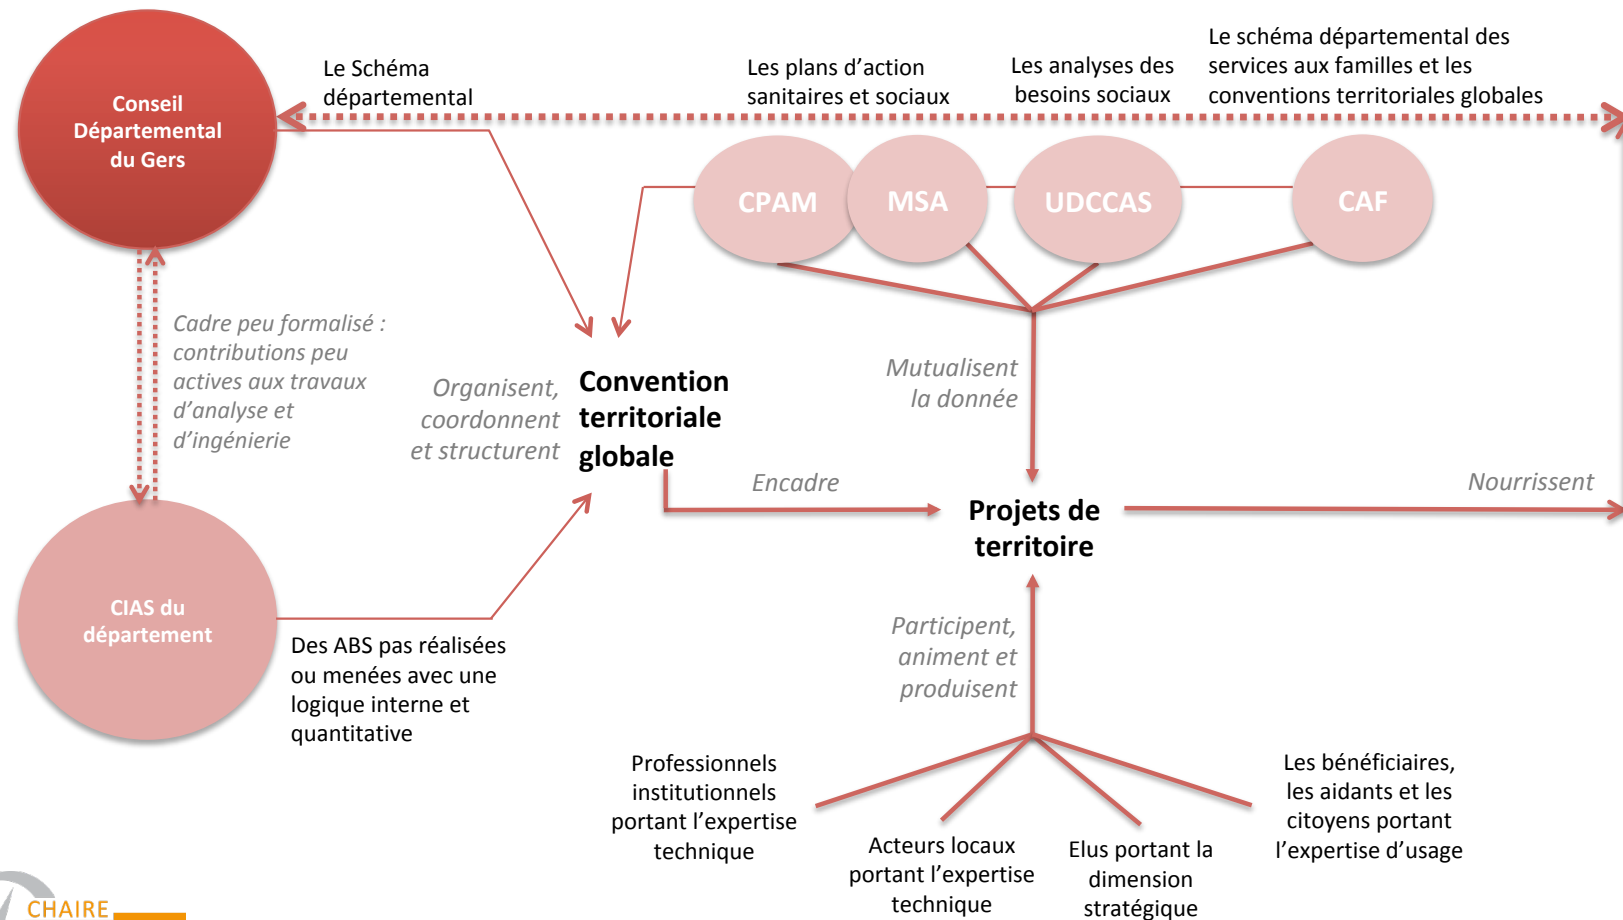 Le Schéma
départemental
Les plans d’action
sanitaires et sociaux
Les analyses des
besoins sociaux
Le schéma départemental des
services aux familles et les
conventions territoriales globales
Conseil
Départemental
du Gers
CPAM
MSA
UDCCAS
CAF
Cadre peu formalisé :
contributions peu
actives aux travaux
d’analyse et
d’ingénierie
Organisent,
coordonnent
et structurent
Convention
territoriale
globale
Mutualisent
la donnée
Encadre
Projets de
territoire
Nourrissent
CIAS du
département
Des ABS pas réalisées
ou menées avec une
logique interne et
quantitative
Participent,
animent et
produisent
Professionnels
institutionnels
portant l’expertise
technique
Acteurs locaux
portant l’expertise
technique
Elus portant la
dimension
stratégique
Les bénéficiaires,
les aidants et les
citoyens portant
l’expertise d’usage
CHAIRE